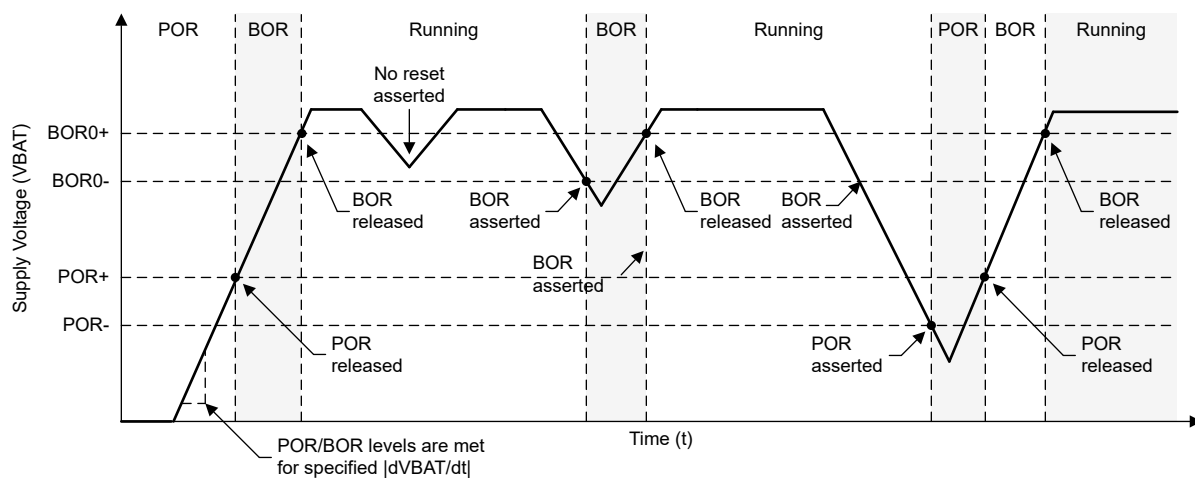 POR
BOR
Running
BOR
Running
POR
BOR
Running
No reset
asserted
BOR0+
BOR0-
BOR
released
BOR
asserted
BOR
released
BOR
asserted
BOR
released
BOR
asserted
POR+
POR-
POR
released
POR
asserted
POR
released
Supply Voltage (VBAT)
Time (t)
POR/BOR levels are met
for specified |dVBAT/dt|